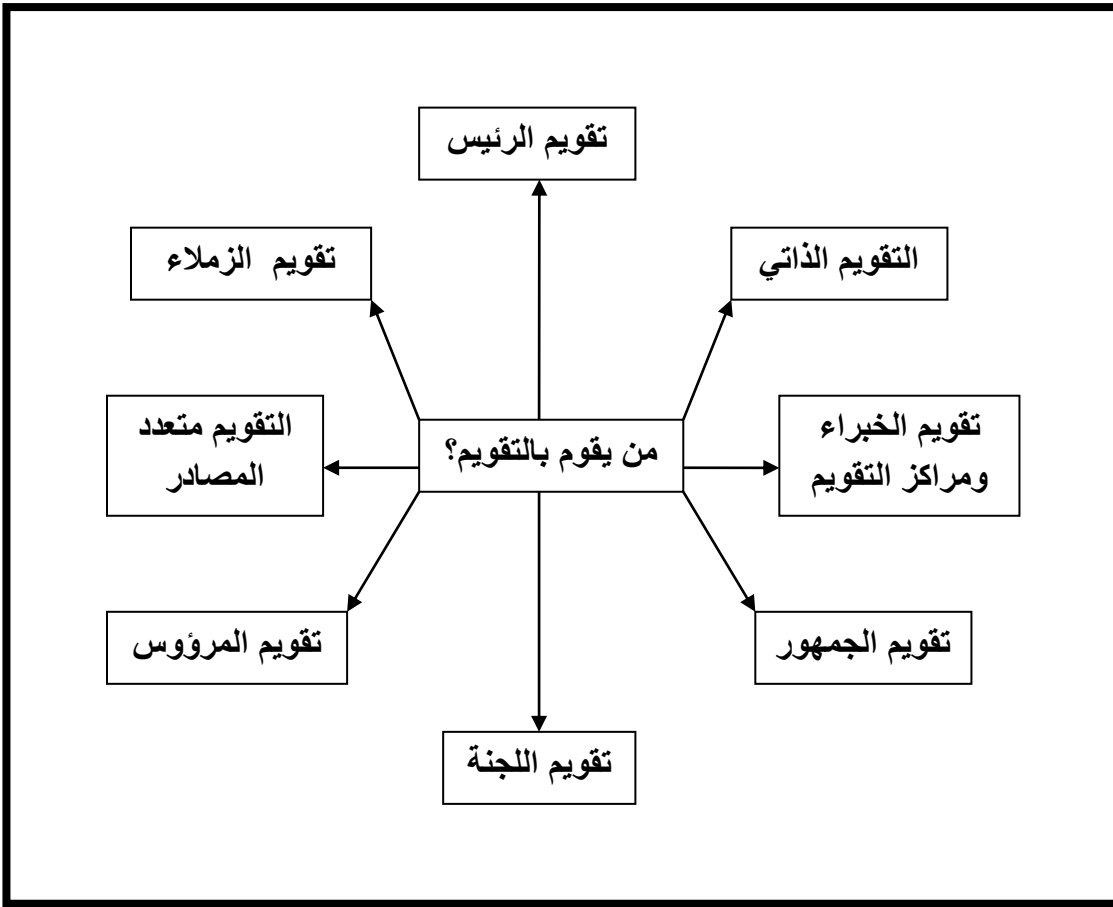 تقويم الرئيس
التقويم الذاتي
تقويم الزملاء
تقويم الخبراء
ومراكز التقويم
من يقوم بالتقويم؟
التقويم متعدد
المصادر
تقويم الجمهور
تقويم المرؤوس
تقويم اللجنة